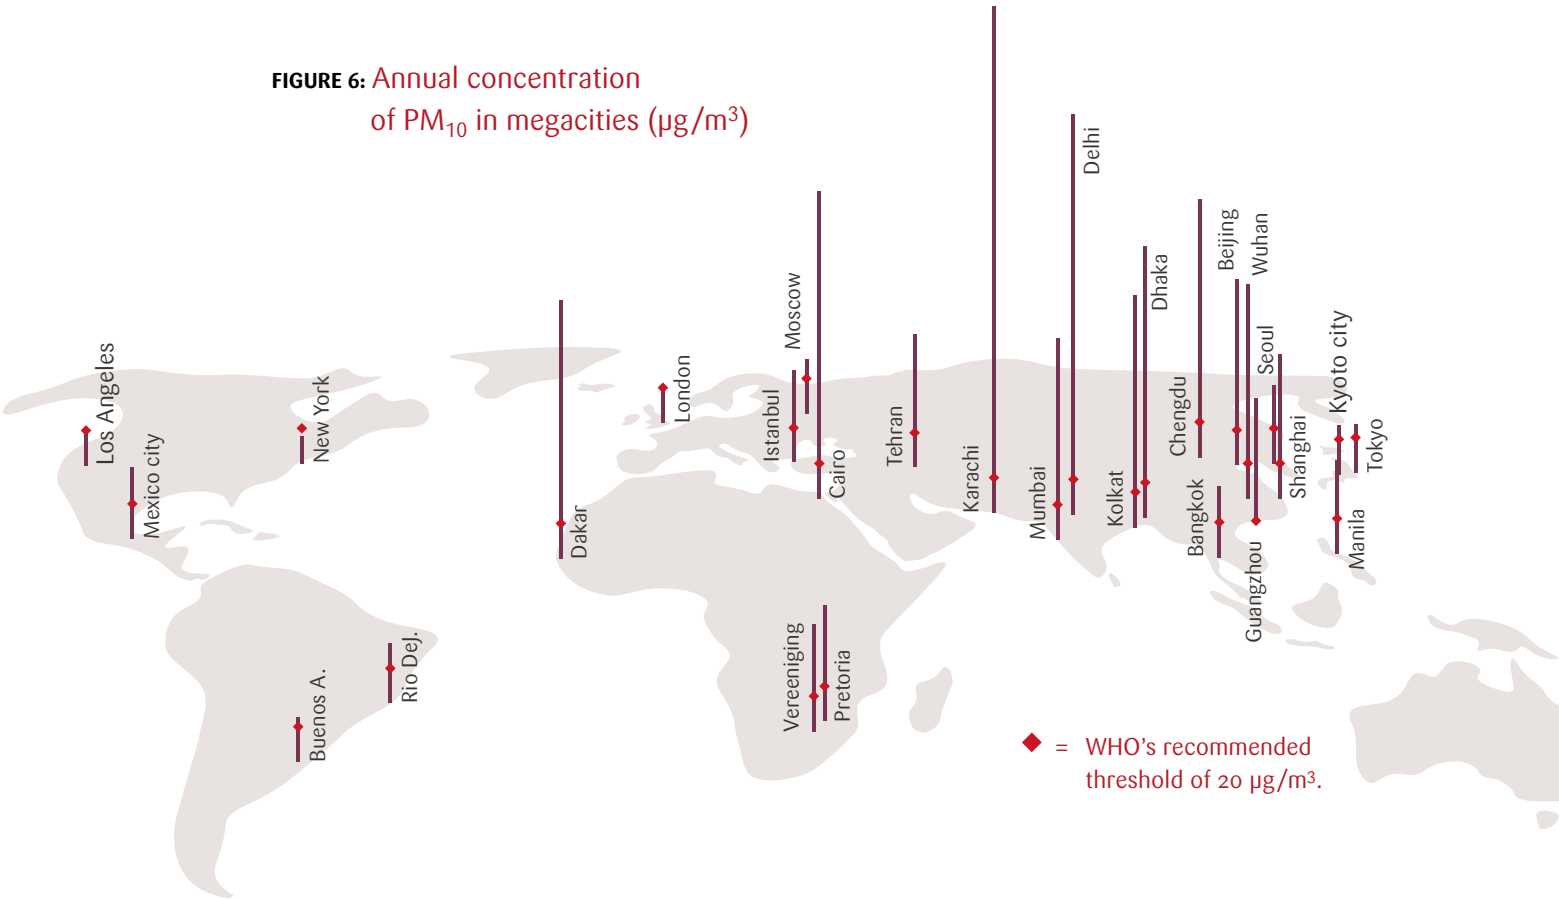 FIGURE 6: Annual concentration
of PM₁₀ in megacities (µg/m³)
Los Angeles
Mexico city
New York
Buenos A.
Rio DeJ.
Dakar
London
Istanbul
Moscow
Cairo
Vereeniging
Pretoria
Tehran
Karachi
Mumbai
Delhi
Kolkat
Dhaka
Chengdu
Bangkok
Beijing
Wuhan
Guangzhou
Seoul
Shanghai
Kyoto city
Manila
Tokyo
= WHO's recommended
threshold of 20 µg/m³.